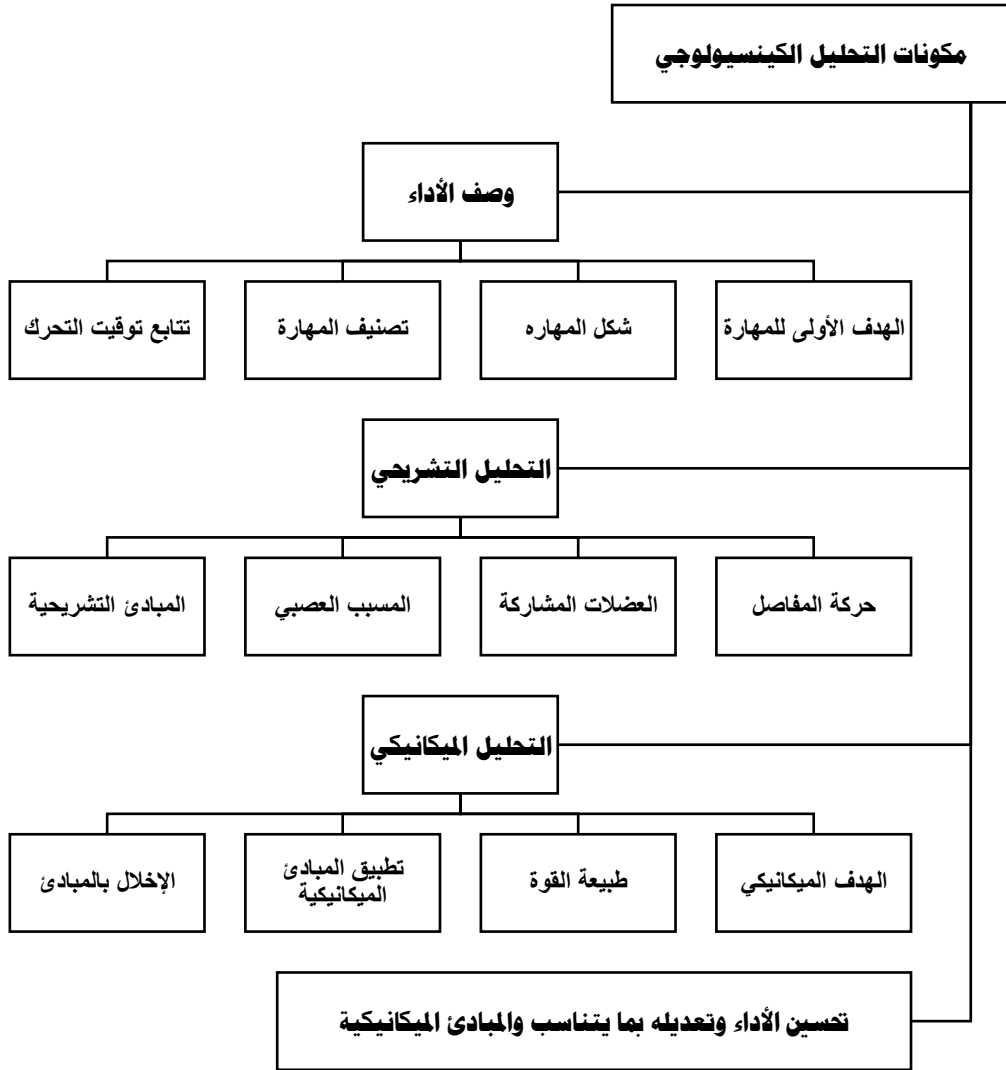 مكونات التحليل الكينسيولوجي
وصف الأداء
الهدف الأولى للمهارة
شكل المهاره
تصنيف المهارة
تتابع توقيت التحرك
التحليل التشريحي
حركة المفاصل
العضلات المشاركة
المسبب العصبي
المبادئ التشريحية
التحليل الميكانيكي
الهدف الميكانيكي
طبيعة القوة
تطبيق المبادئ
الميكانيكية
الإخلال بالمبادئ
تحسين الأداء وتعديله بما يتناسب والمبادئ الميكانيكية